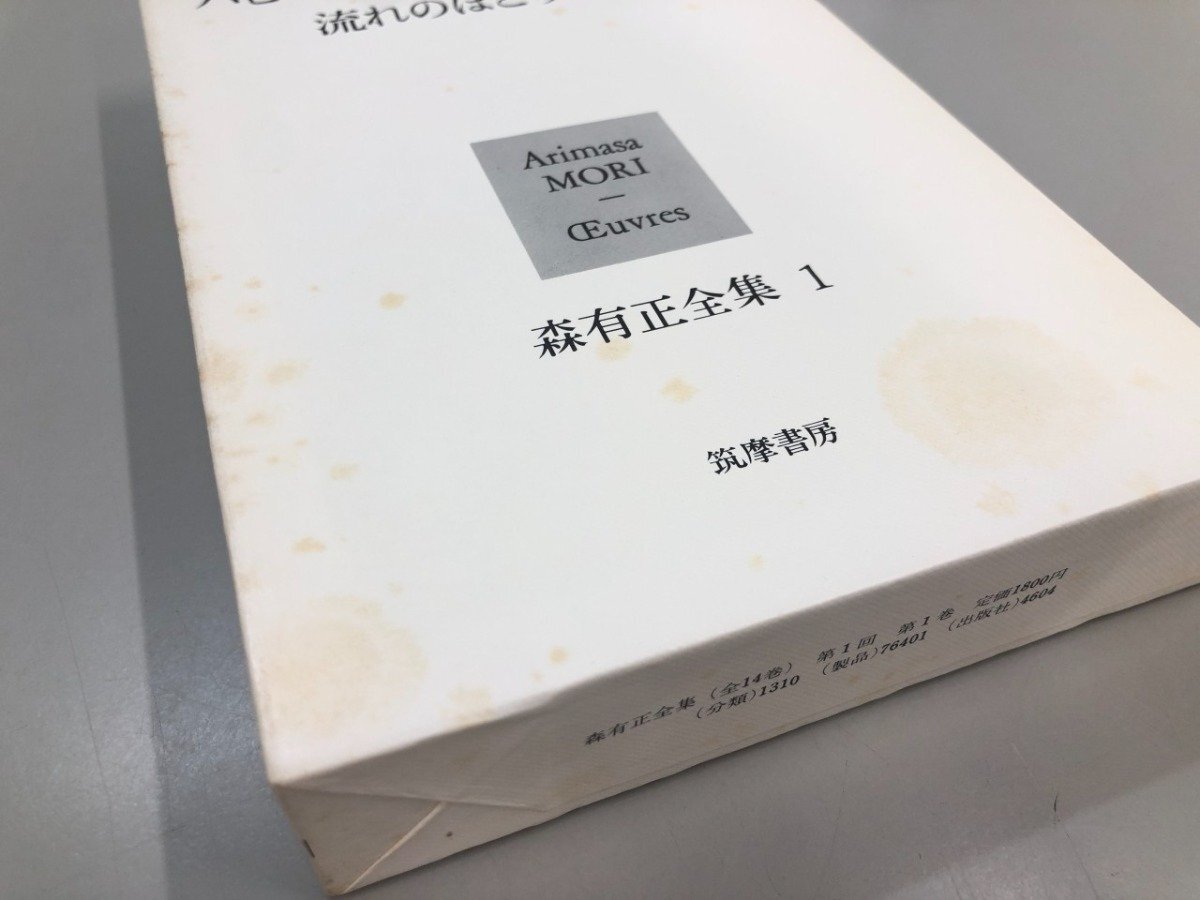 流れのほとり
Arimasa
MORI
—
Œuvres
森有正全集 1
筑摩書房
森有正全集（全14巻） 第1回 第1巻 定価1800円
（分類）1310 （製品）76401 （出版社）4604